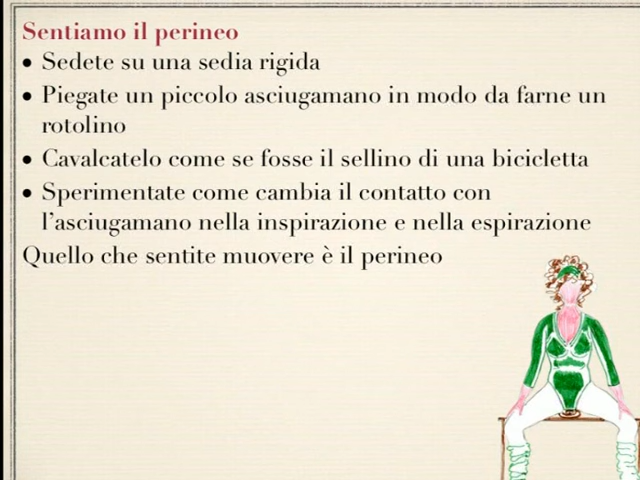 Sentiamo il perineo
• Sedete su una sedia rigida
• Piegate un piccolo asciugamano in modo da farne un
rotolino
• Cavalcatelo come se fosse il sellino di una bicicletta
• Sperimentate come cambia il contatto con
l’asciugamano nella inspirazione e nella espirazione
Quello che sentite muovere è il perineo